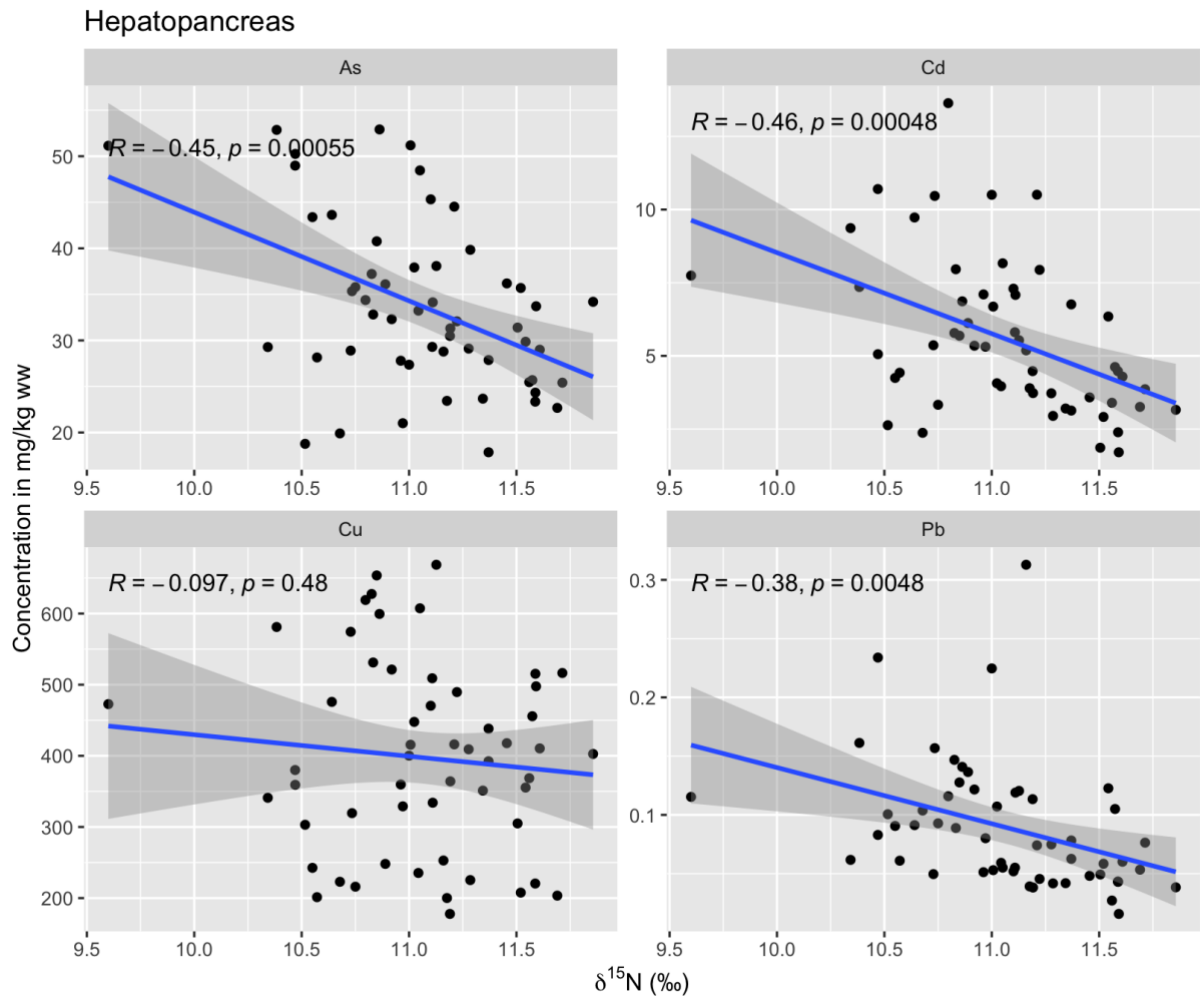 Hepatopancreas
As
Cd
R = −0.45, p = 0.00055
R = −0.46, p = 0.00048
50
40
30
20
10
5
9.5 10.0 10.5 11.0 11.5
9.5 10.0 10.5 11.0 11.5
Concentration in mg/kg ww
Cu
Pb
R = −0.097, p = 0.48
R = −0.38, p = 0.0048
600
500
400
300
200
0.3
0.2
0.1
9.5 10.0 10.5 11.0 11.5
9.5 10.0 10.5 11.0 11.5
δ¹⁵N (‰)